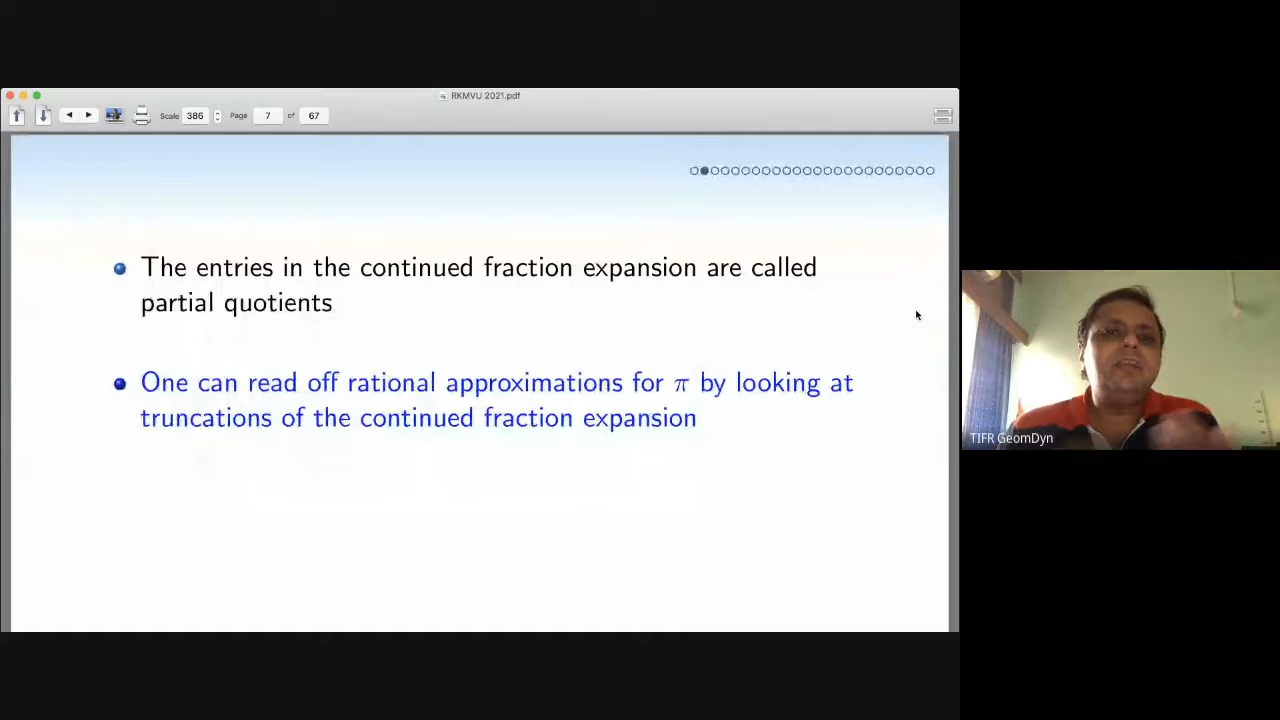 RKMVU 2021.pdf
Scale 386 Page 7 of 67
The entries in the continued fraction expansion are called
partial quotients
One can read off rational approximations for π by looking at
truncations of the continued fraction expansion
TIFR GeomDyn